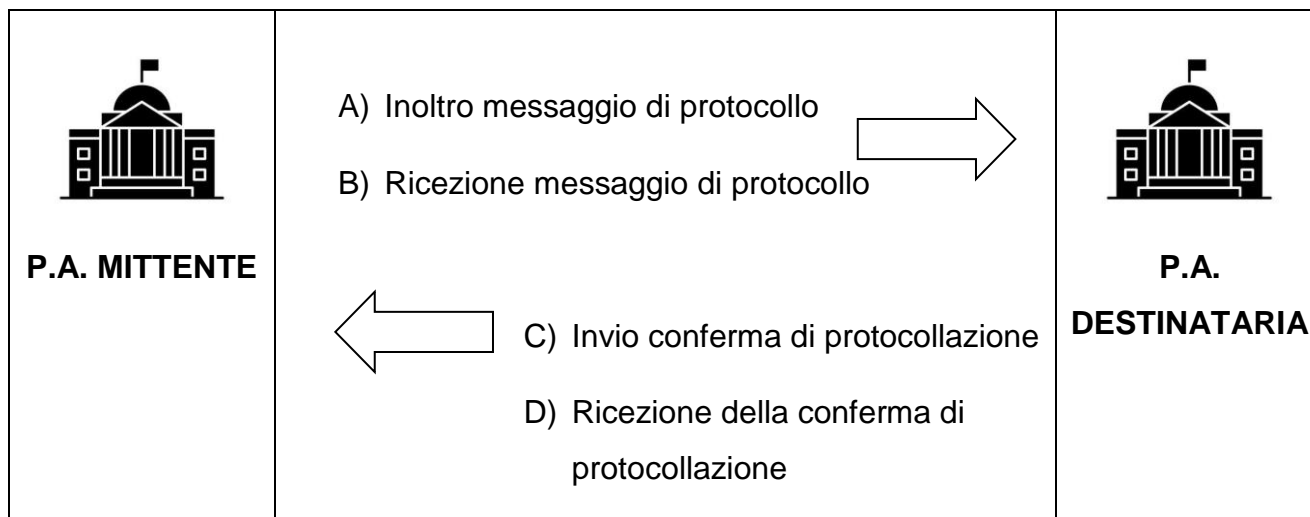 P.A. MITTENTE
A) Inoltro messaggio di protocollo
B) Ricezione messaggio di protocollo
C) Invio conferma di protocollazione
D) Ricezione della conferma di
protocollazione
P.A.
DESTINATARIA